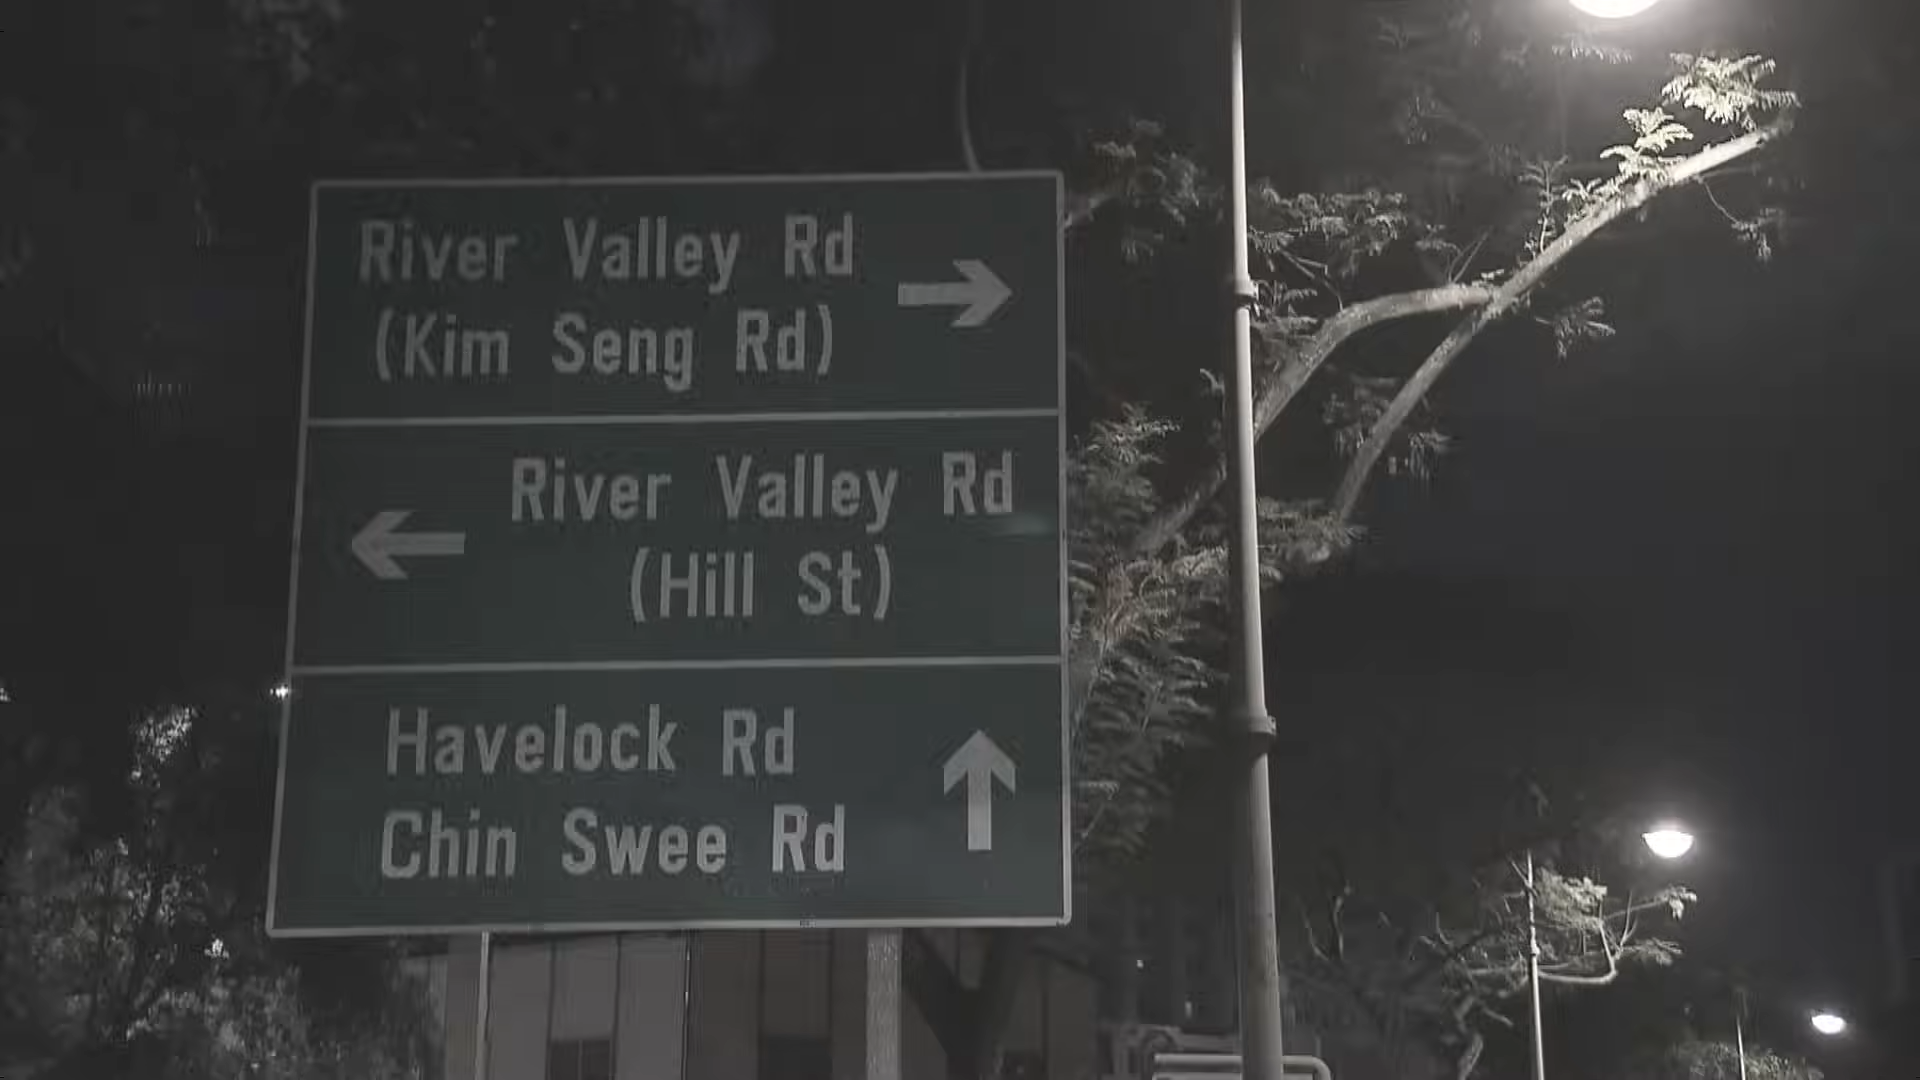 River Valley Rd
(Kim Seng Rd)
River Valley Rd
(Hill St)
Havelock Rd
Chin Swee Rd